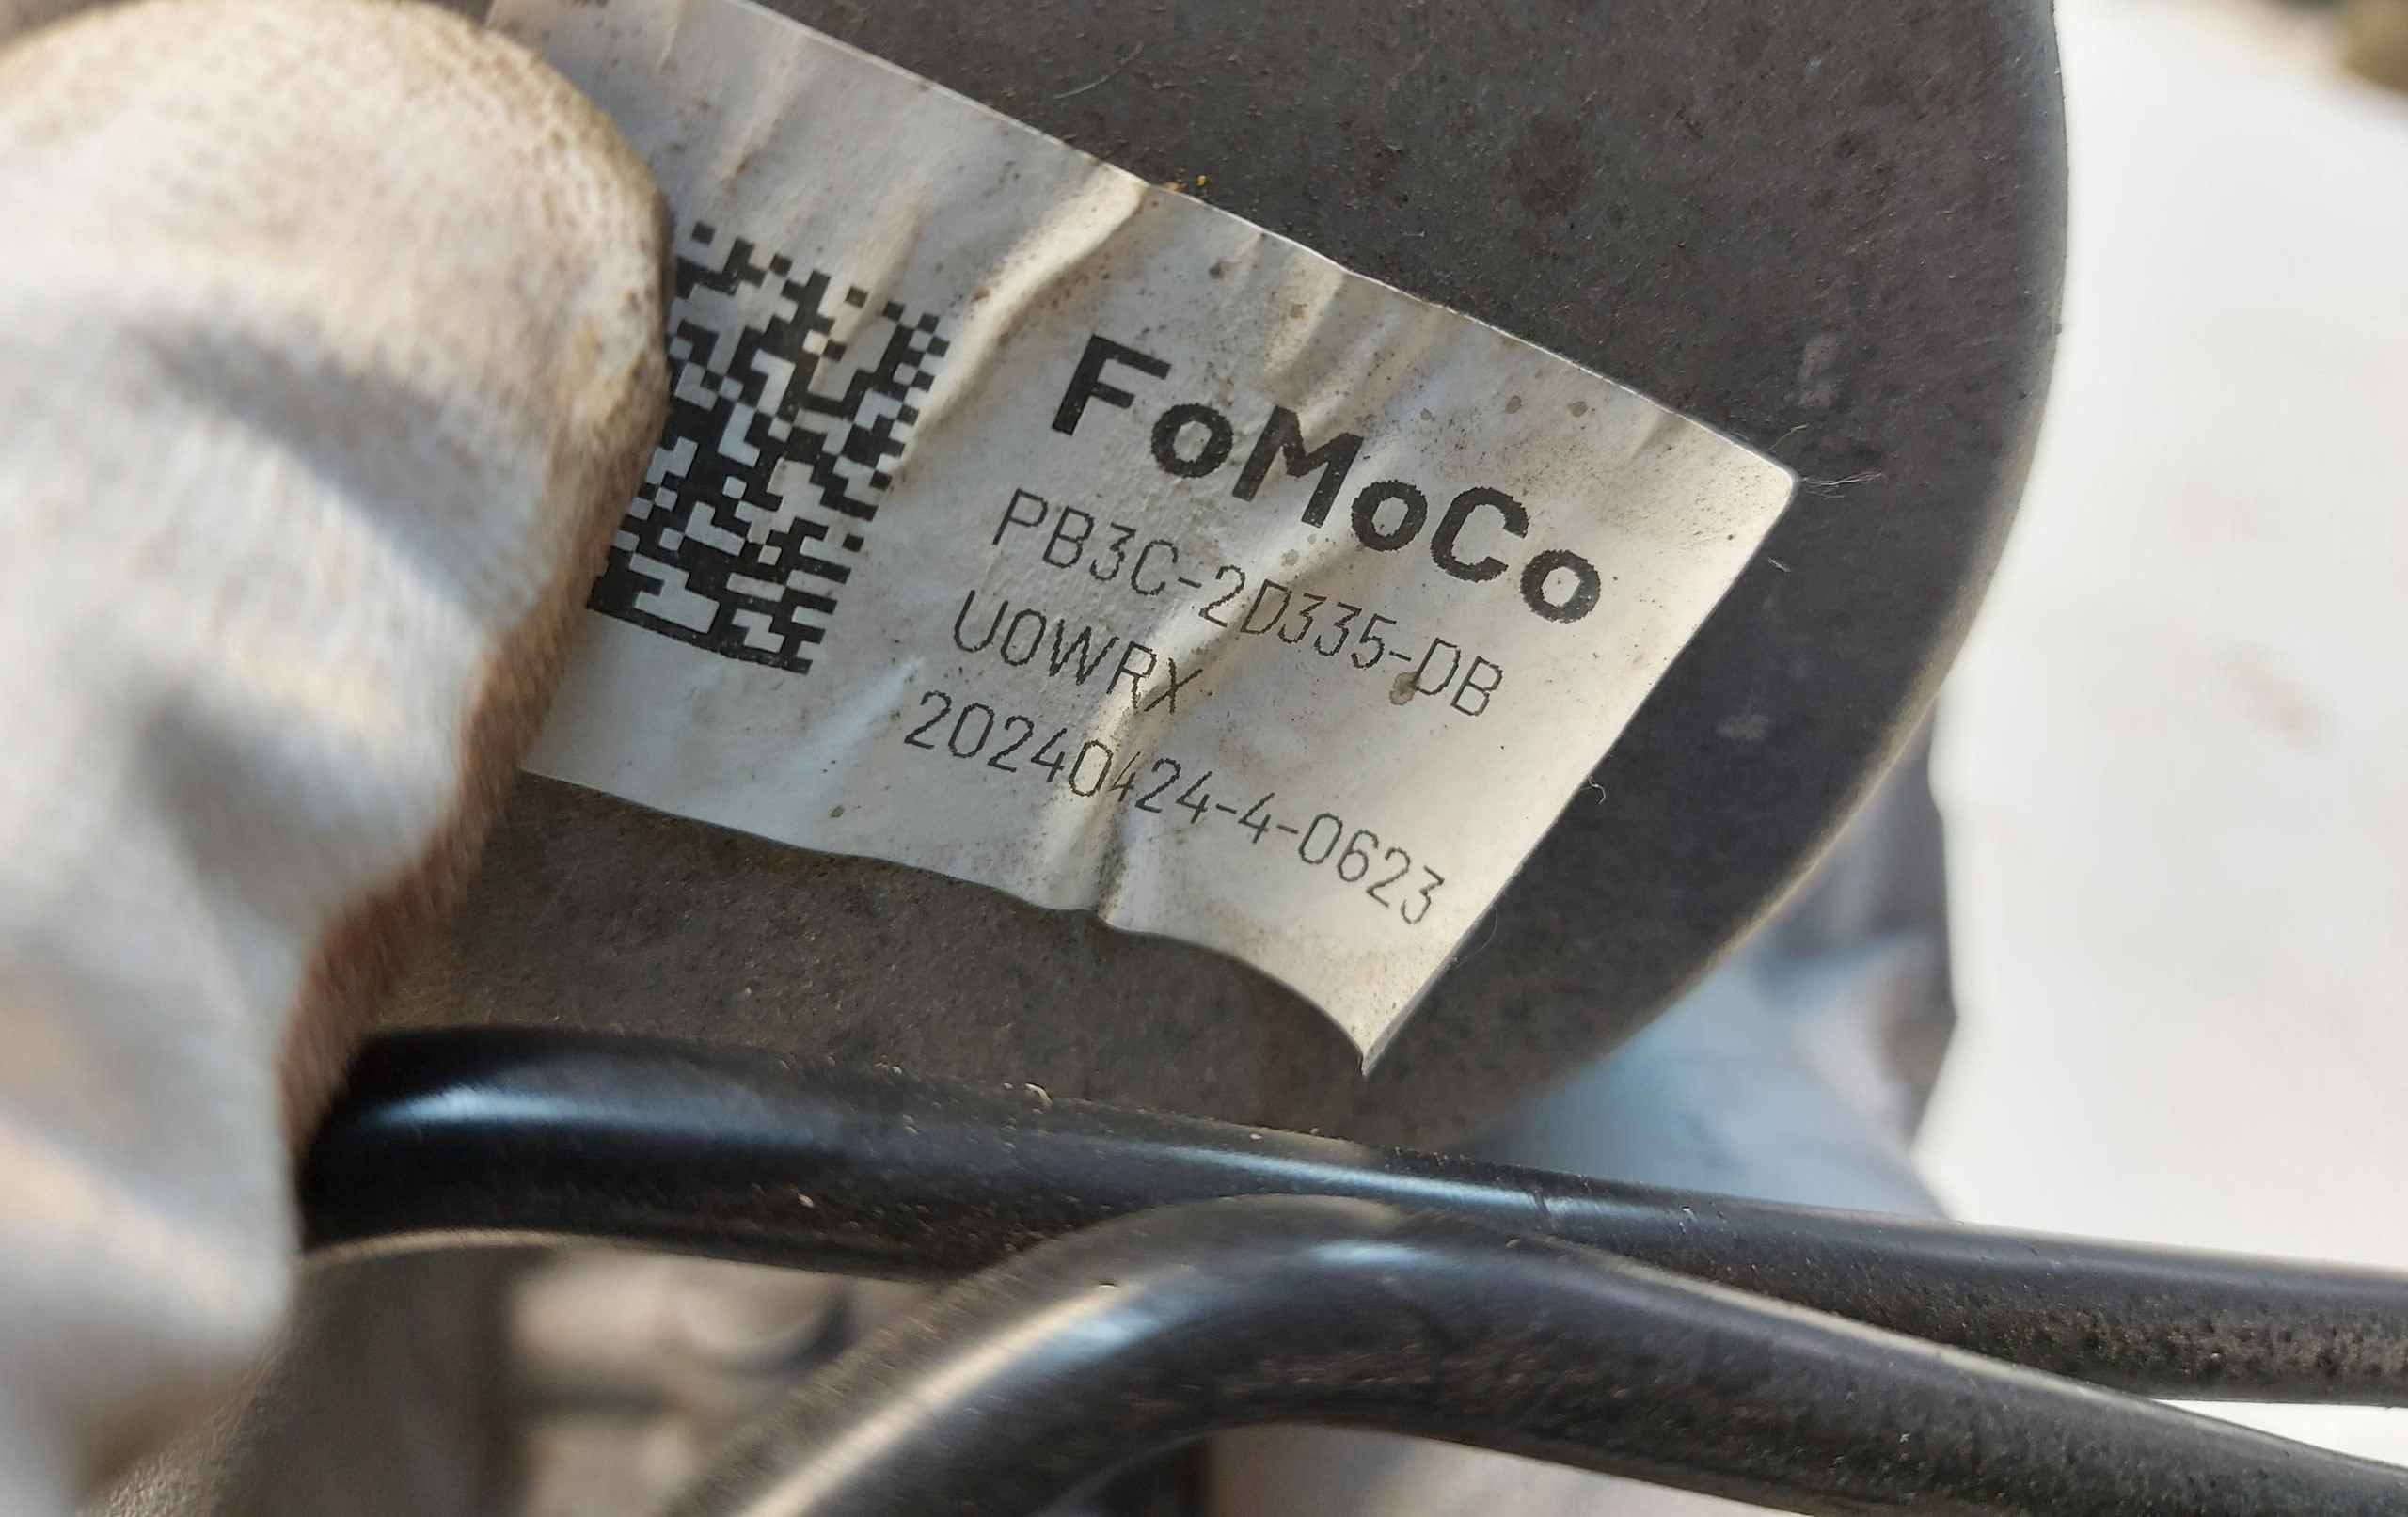 FoMoCo
PB3C-2D335-DB
U0WRX
20240424-4-0623